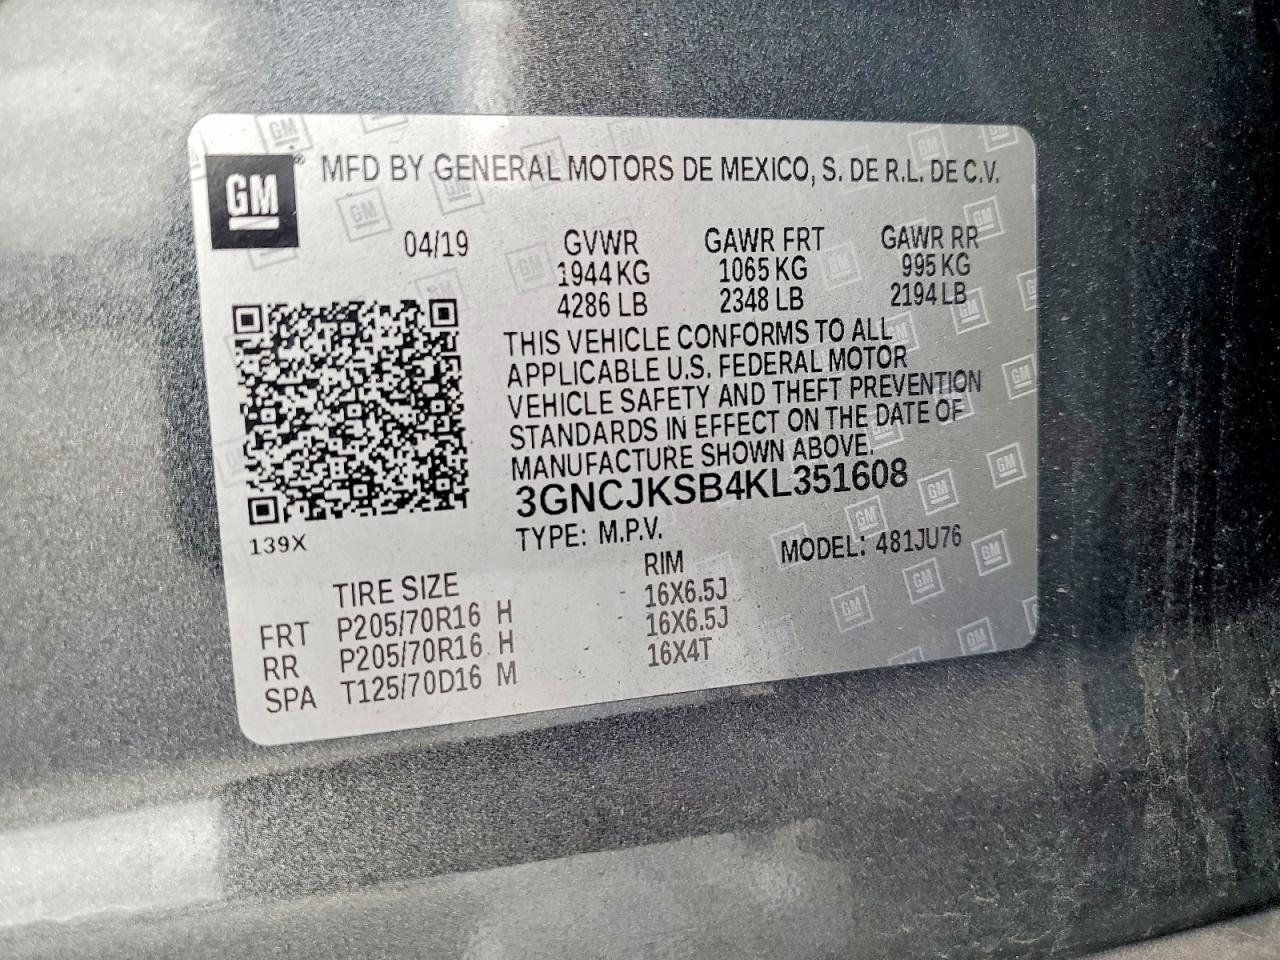 GM ® MFD BY GENERAL MOTORS DE MEXICO, S. DE R.L. DE C.V.
04/19 GVWR GAWR FRT GAWR RR
1944 KG 1065 KG 995 KG
4286 LB 2348 LB 2194 LB
THIS VEHICLE CONFORMS TO ALL
APPLICABLE U.S. FEDERAL MOTOR
VEHICLE SAFETY AND THEFT PREVENTION
STANDARDS IN EFFECT ON THE DATE OF
MANUFACTURE SHOWN ABOVE.
3GNCJKSB4KL351608
139X TYPE: M.P.V. MODEL: 481JU76
TIRE SIZE RIM
FRT P205/70R16 H 16X6.5J
RR P205/70R16 H 16X6.5J
SPA T125/70D16 M 16X4T